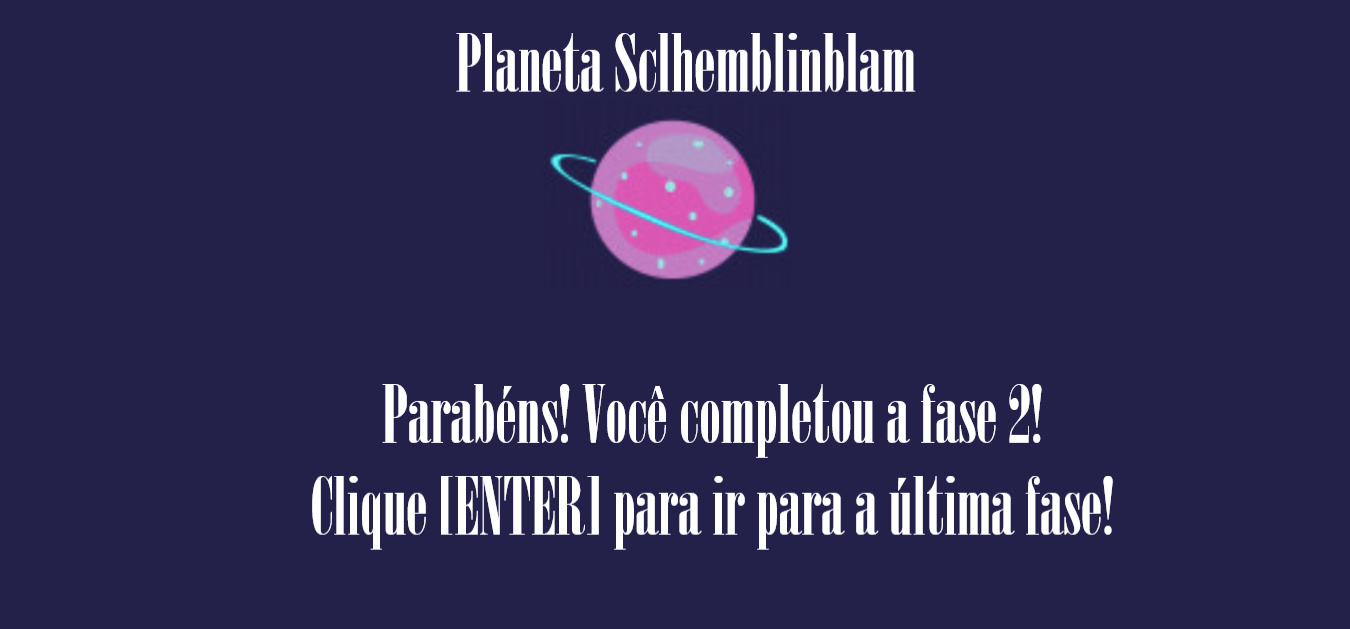 Planeta Sclhemblinblam
Parabéns! Você completou a fase 2!
Clique [ENTER] para ir para a última fase!